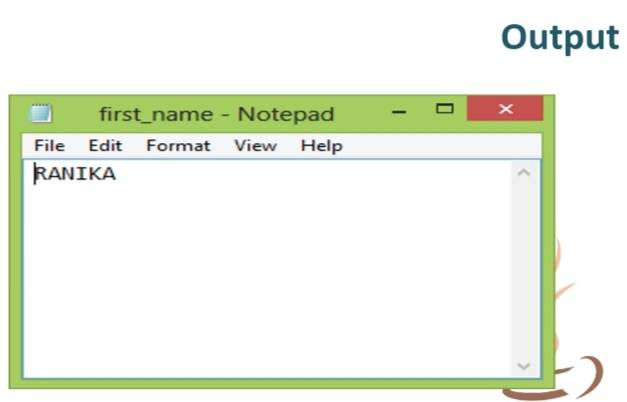 Output
first_name - Notepad
File Edit Format View Help
RANIKA